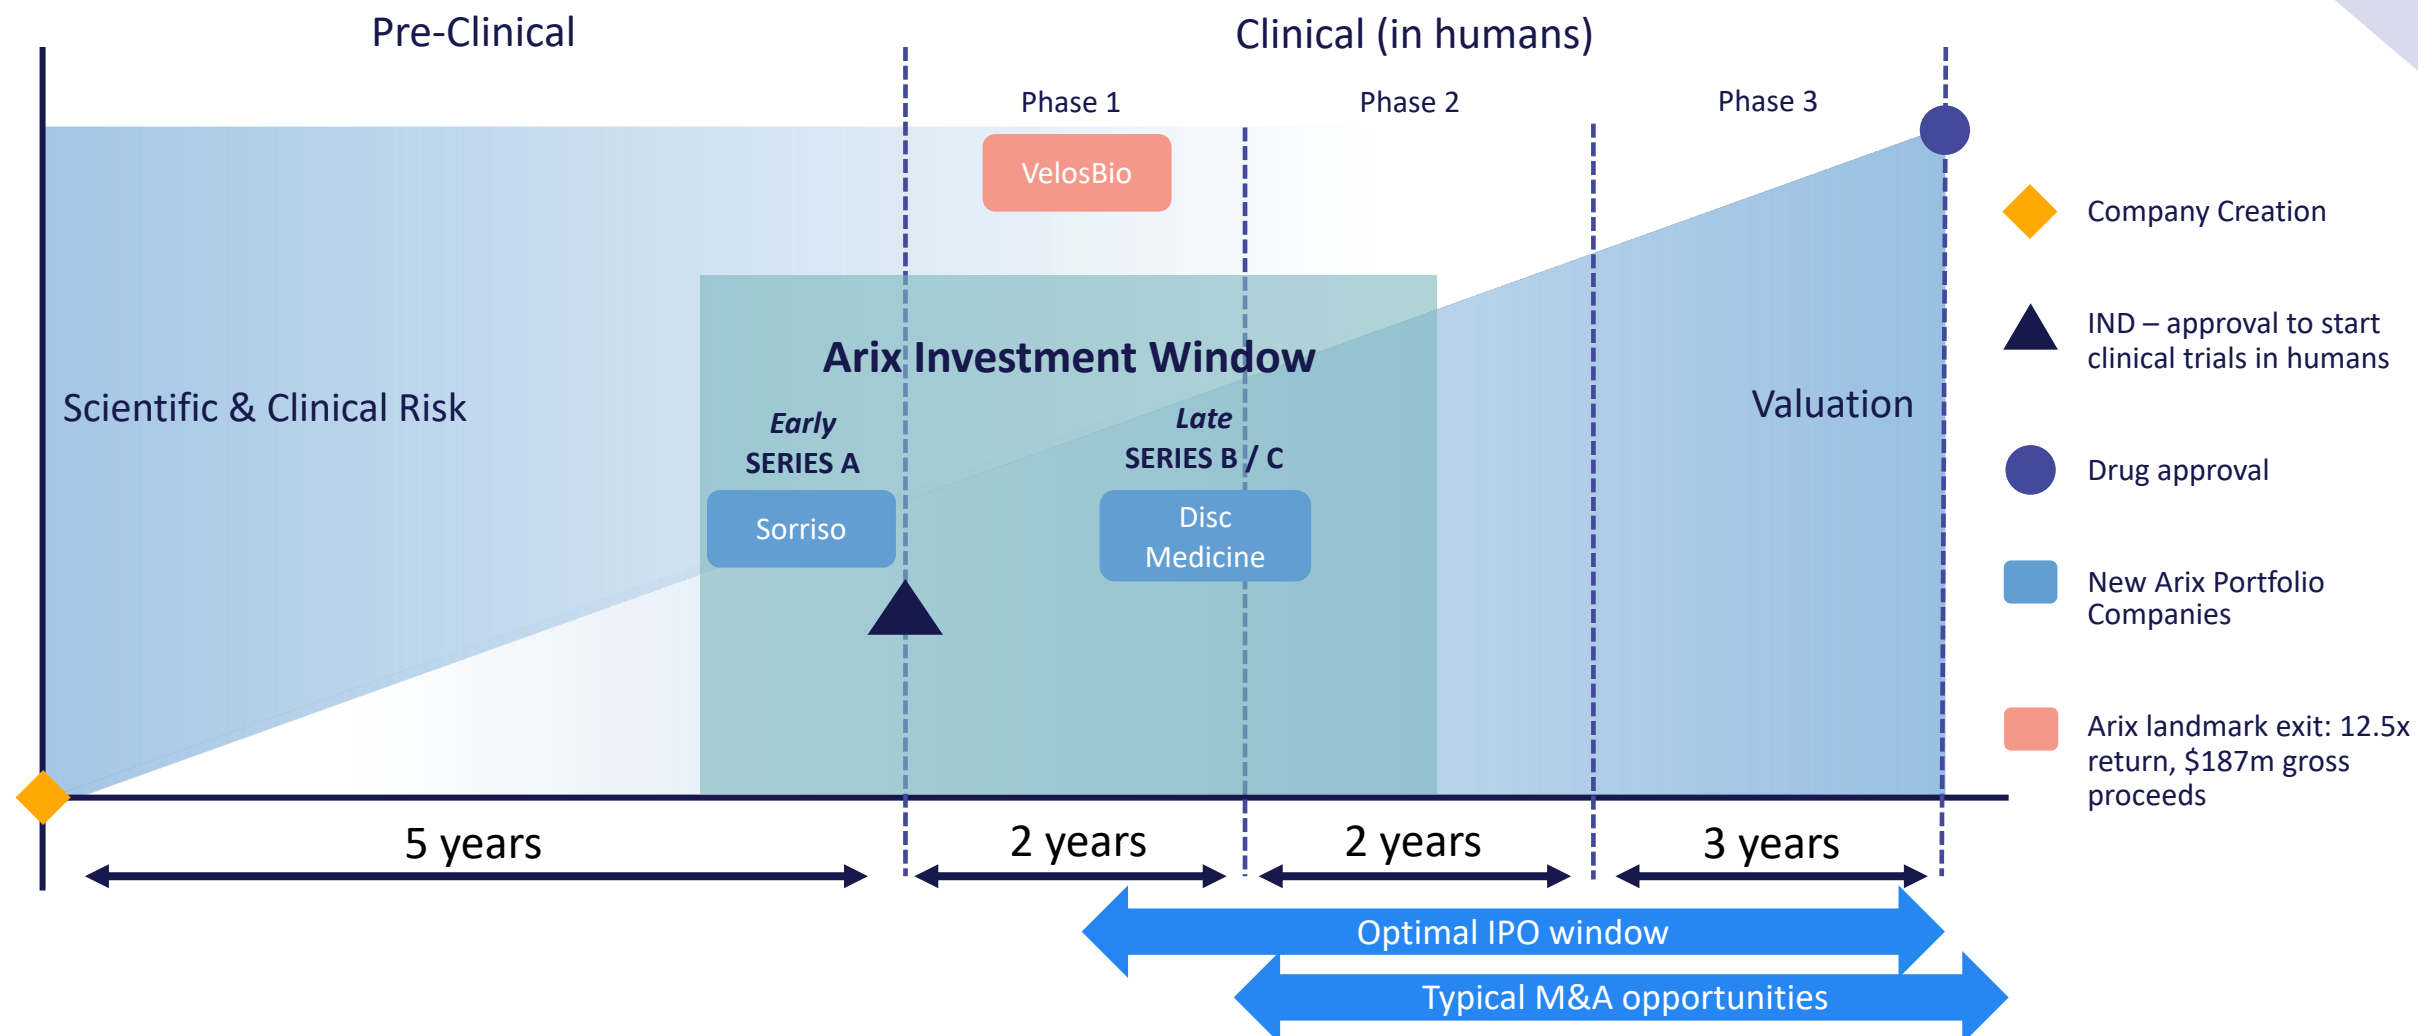 Pre-Clinical
Clinical (in humans)
Phase 1
Phase 2
Phase 3
VelosBio
Arix Investment Window
Scientific & Clinical Risk
Early
SERIES A
Late
SERIES B / C
Valuation
Sorriso
Disc
Medicine
5 years
2 years
2 years
3 years
Optimal IPO window
Typical M&A opportunities
Company Creation
IND – approval to start
clinical trials in humans
Drug approval
New Arix Portfolio
Companies
Arix landmark exit: 12.5x
return, $187m gross
proceeds